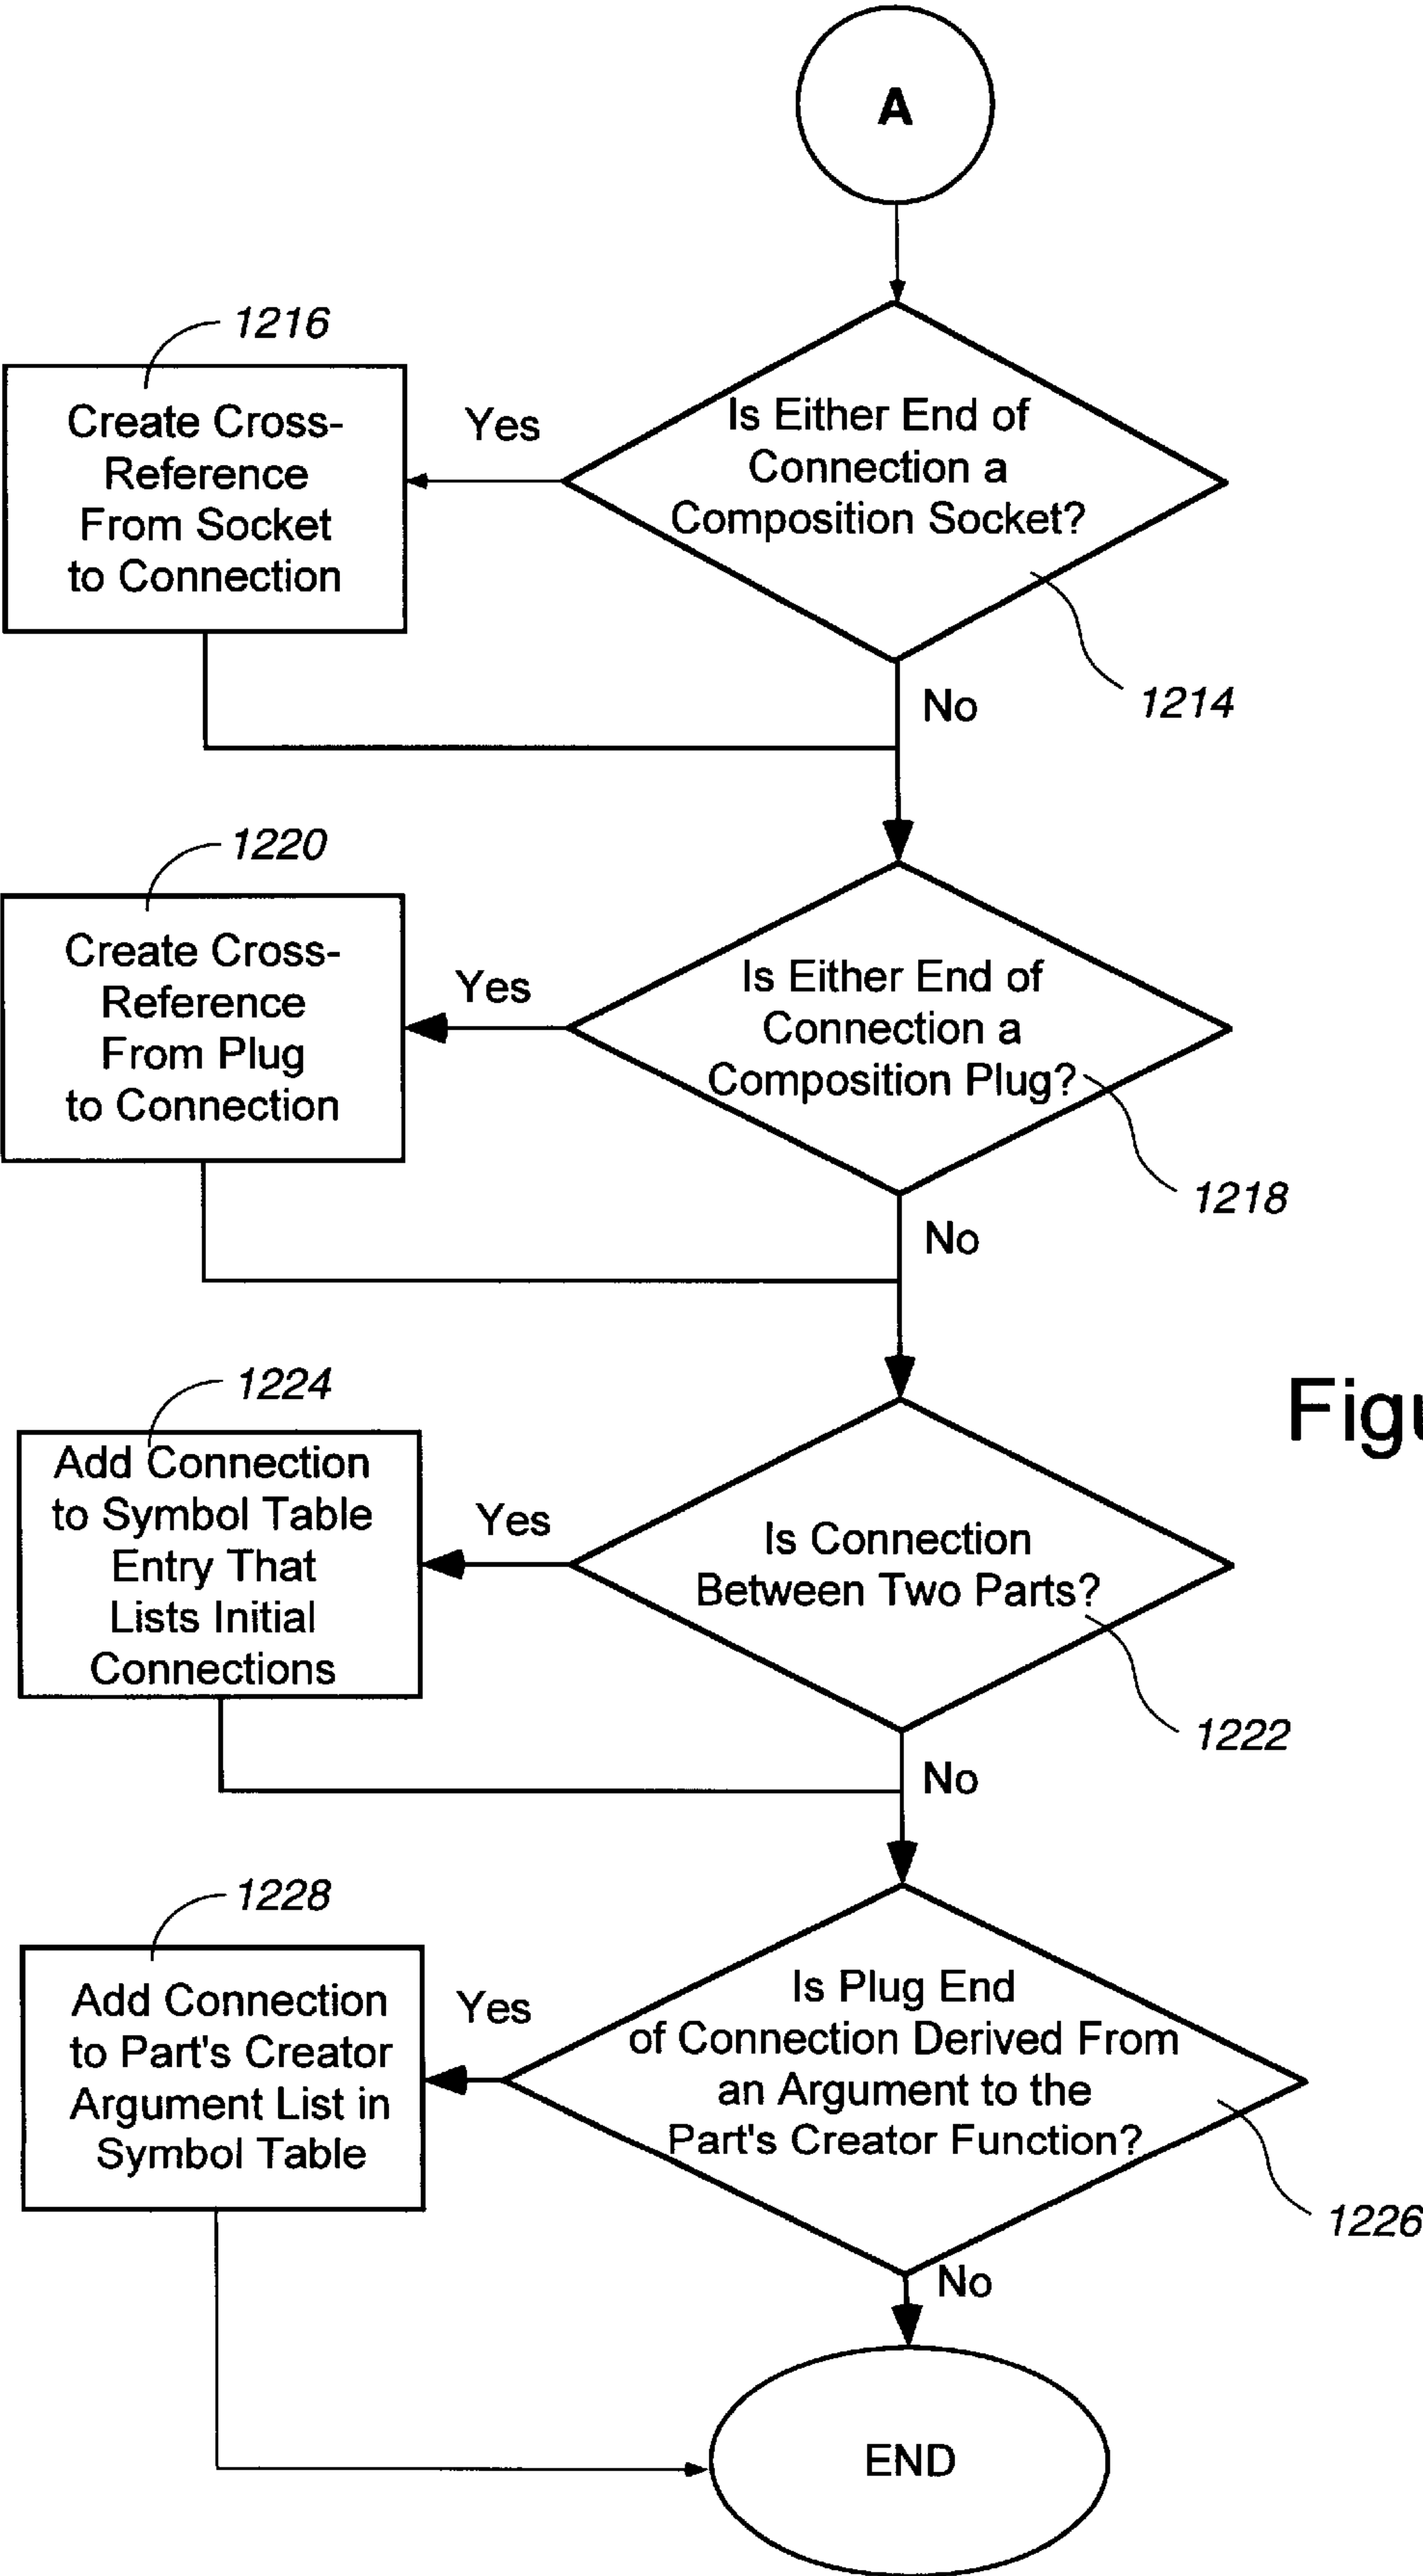 A
1216
Create Cross-
Reference
From Socket
to Connection
Yes
Is Either End of
Connection a
Composition Socket?
1214
No
1220
Create Cross-
Reference
From Plug
to Connection
Yes
Is Either End of
Connection a
Composition Plug?
1218
No
1224
Add Connection
to Symbol Table
Entry That
Lists Initial
Connections
Yes
Is Connection
Between Two Parts?
1222
No
Figu
1228
Add Connection
to Part's Creator
Argument List in
Symbol Table
Yes
Is Plug End
of Connection Derived From
an Argument to the
Part's Creator Function?
1226
No
END